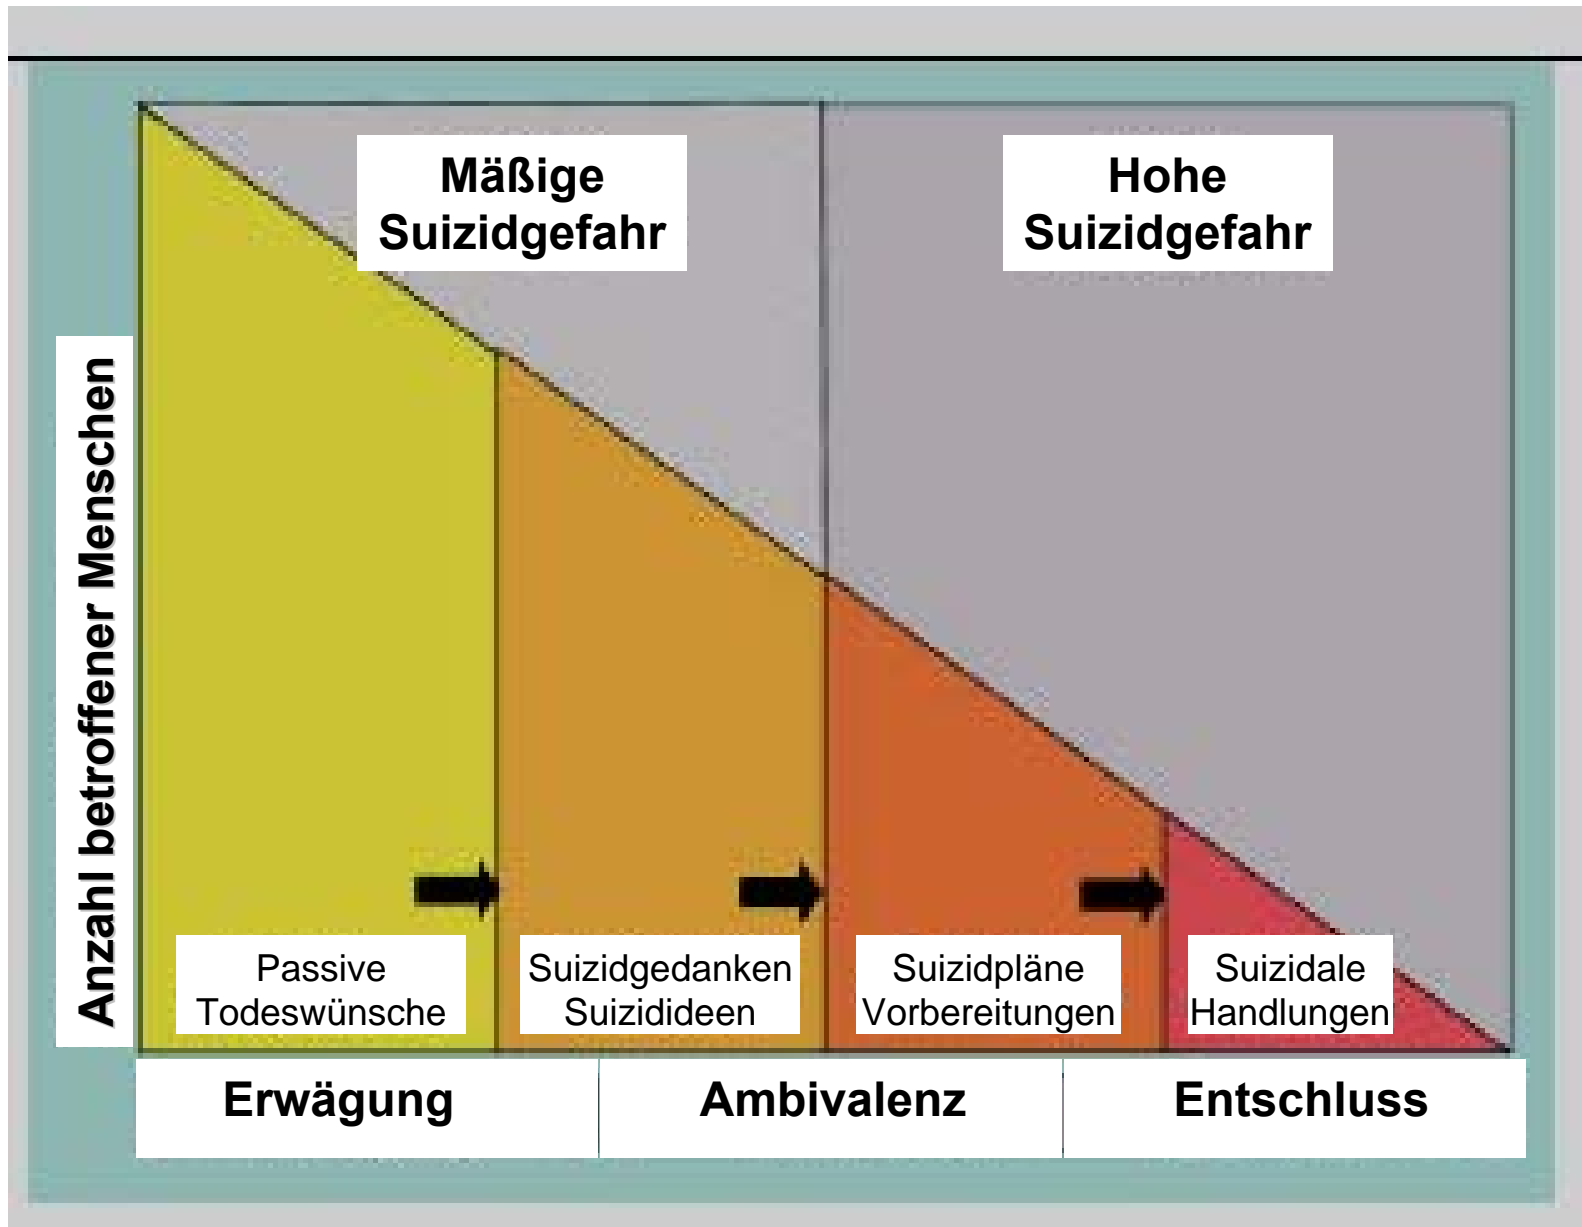 Mäßige
Suizidgefahr
Hohe
Suizidgefahr
Anzahl betroffener Menschen
Passive
Todeswünsche
Suizidgedanken
Suizidideen
Suizidpläne
Vorbereitungen
Suizidale
Handlungen
Erwägung
Ambivalenz
Entschluss